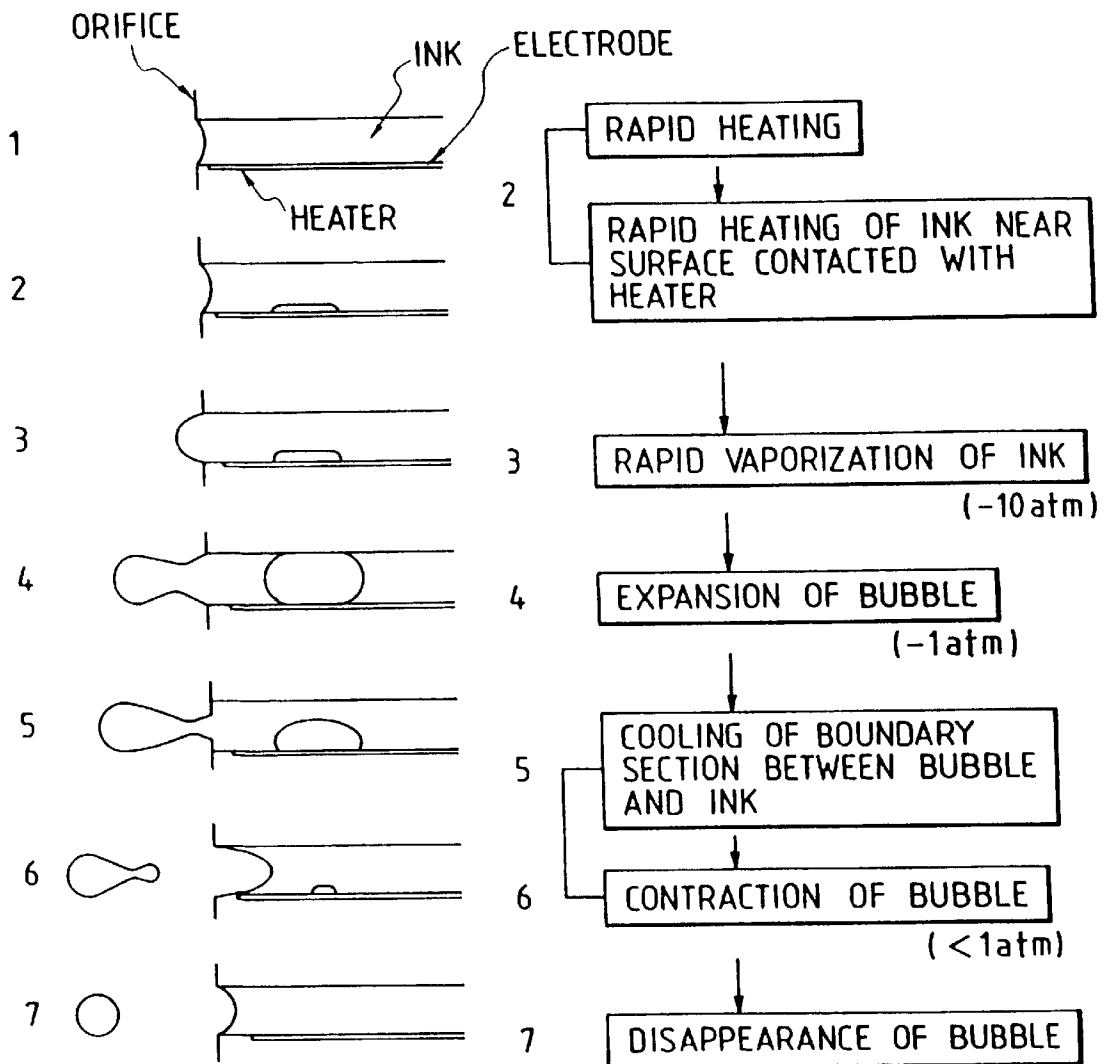 ORIFICE
INK
ELECTRODE
HEATER
1
2
3
4
5
6
7
2
RAPID HEATING
RAPID HEATING OF INK NEAR
SURFACE CONTACTED WITH
HEATER
3
RAPID VAPORIZATION OF INK
(-10atm)
4
EXPANSION OF BUBBLE
(-1atm)
5
COOLING OF BOUNDARY
SECTION BETWEEN BUBBLE
AND INK
6
CONTRACTION OF BUBBLE
(<1atm)
7
DISAPPEARANCE OF BUBBLE